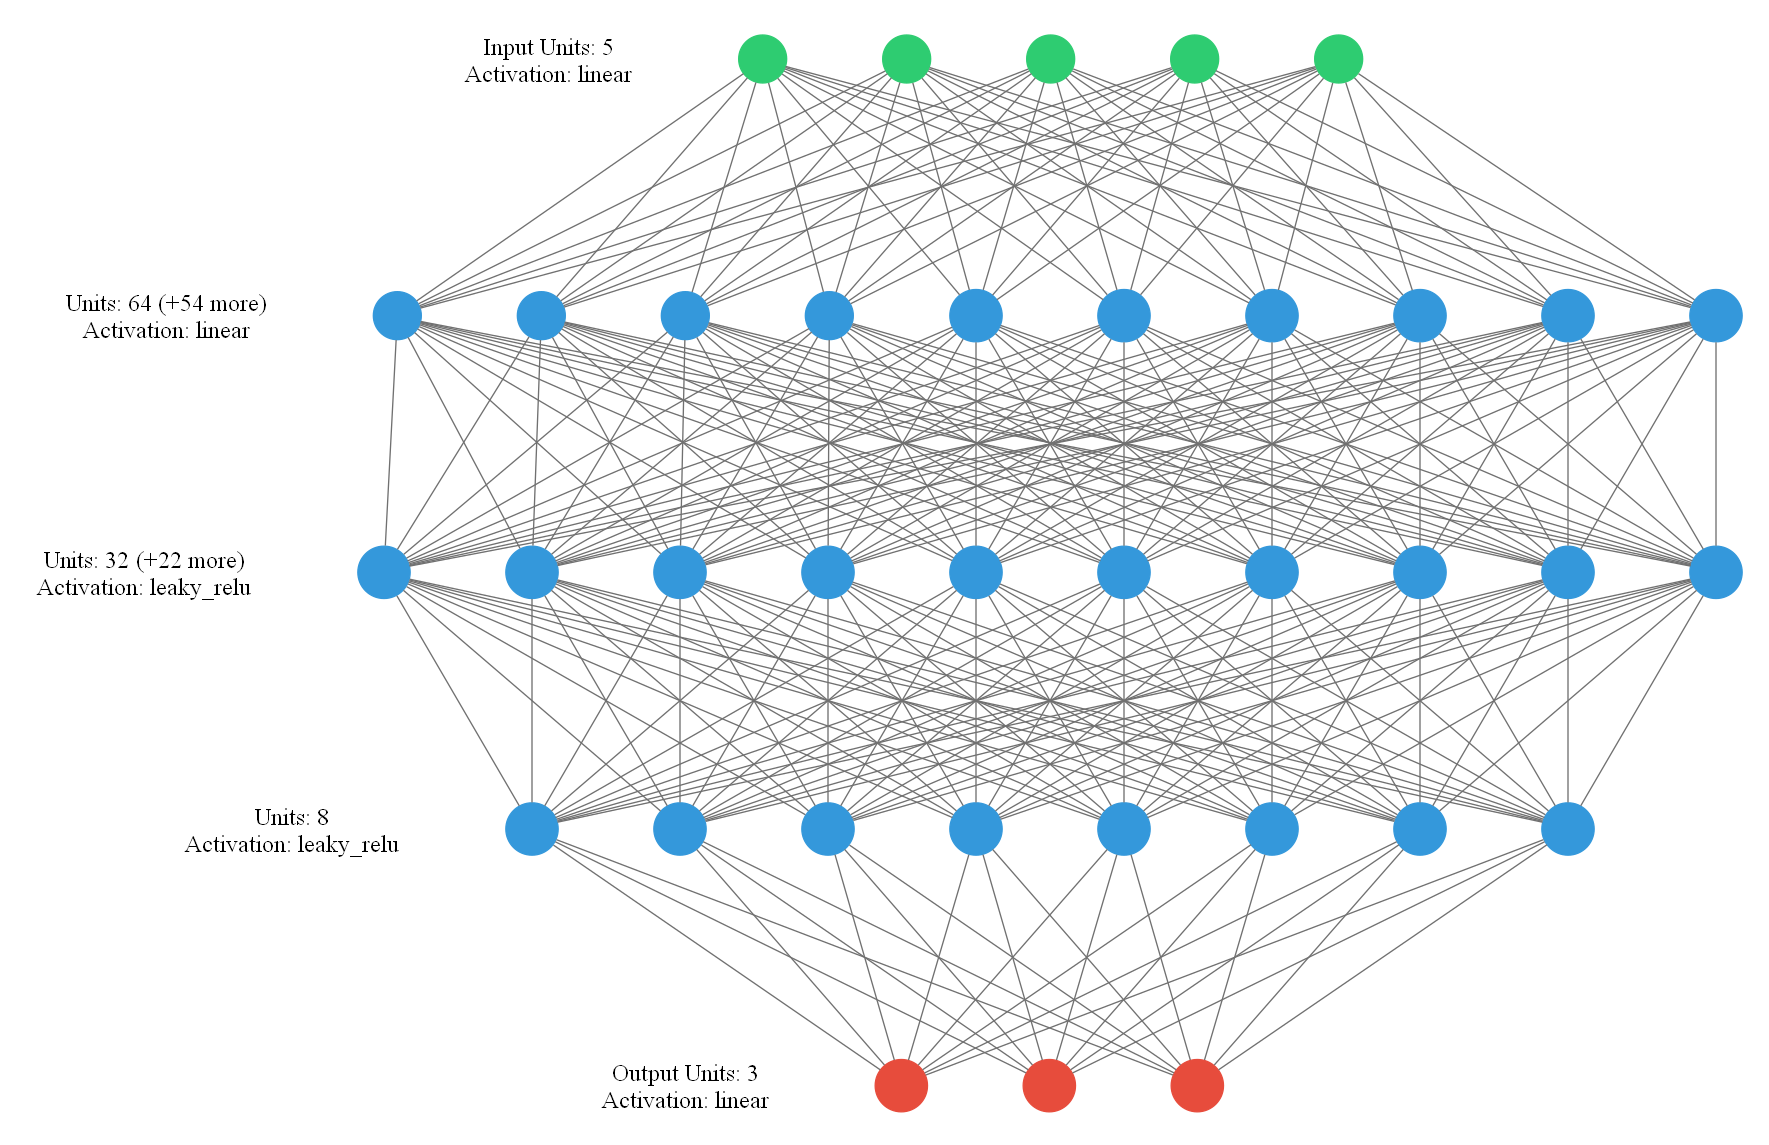 Input Units: 5
Activation: linear
Units: 64 (+54 more)
Activation: linear
Units: 32 (+22 more)
Activation: leaky_relu
Units: 8
Activation: leaky_relu
Output Units: 3
Activation: linear